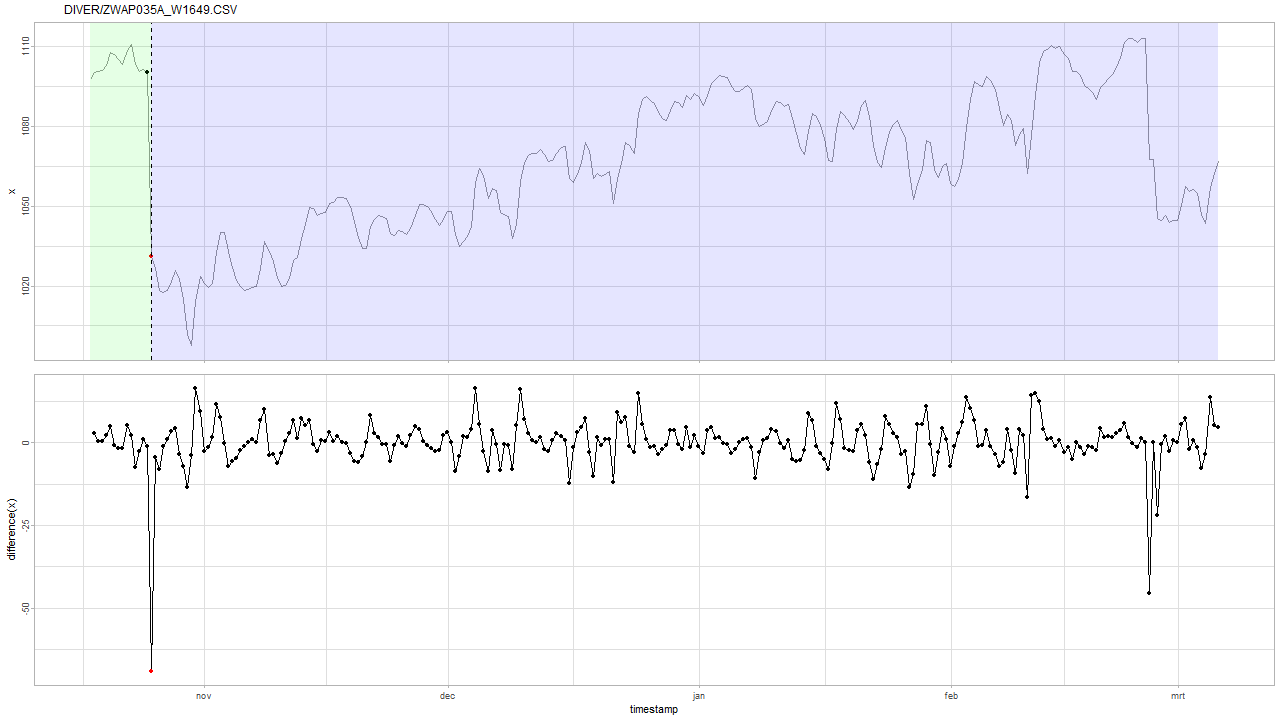 DIVER/ZWAP035A_W1649.CSV
1110
1080
1050
1020
x
0
-25
-50
difference(x)
nov
dec
jan
feb
mrt
timestamp